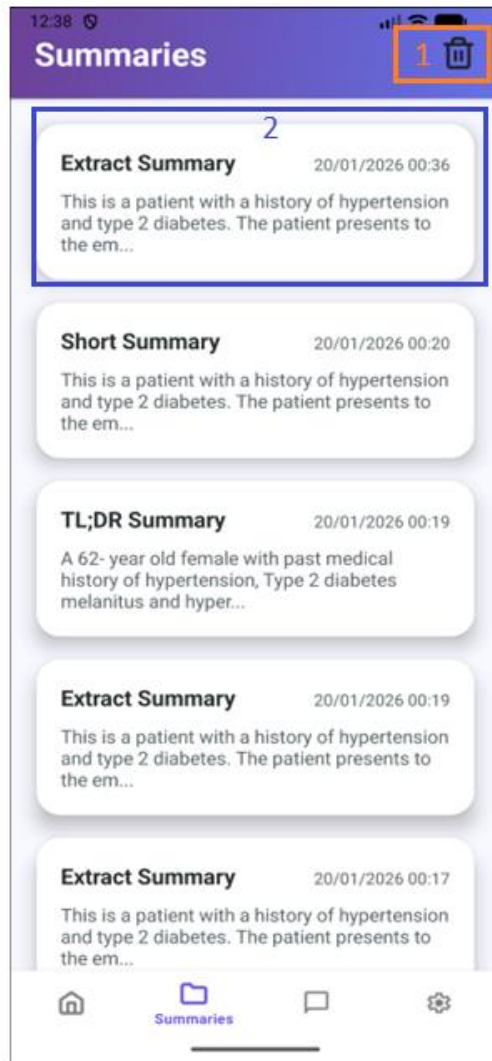 12:38
Summaries
1
2
Extract Summary 20/01/2026 00:36
This is a patient with a history of hypertension
and type 2 diabetes. The patient presents to
the em...
Short Summary 20/01/2026 00:20
This is a patient with a history of hypertension
and type 2 diabetes. The patient presents to
the em...
TL;DR Summary 20/01/2026 00:19
A 62- year old female with past medical
history of hypertension, Type 2 diabetes
melanitus and hyper...
Extract Summary 20/01/2026 00:19
This is a patient with a history of hypertension
and type 2 diabetes. The patient presents to
the em...
Extract Summary 20/01/2026 00:17
This is a patient with a history of hypertension
and type 2 diabetes. The patient presents to
the em...
Summaries